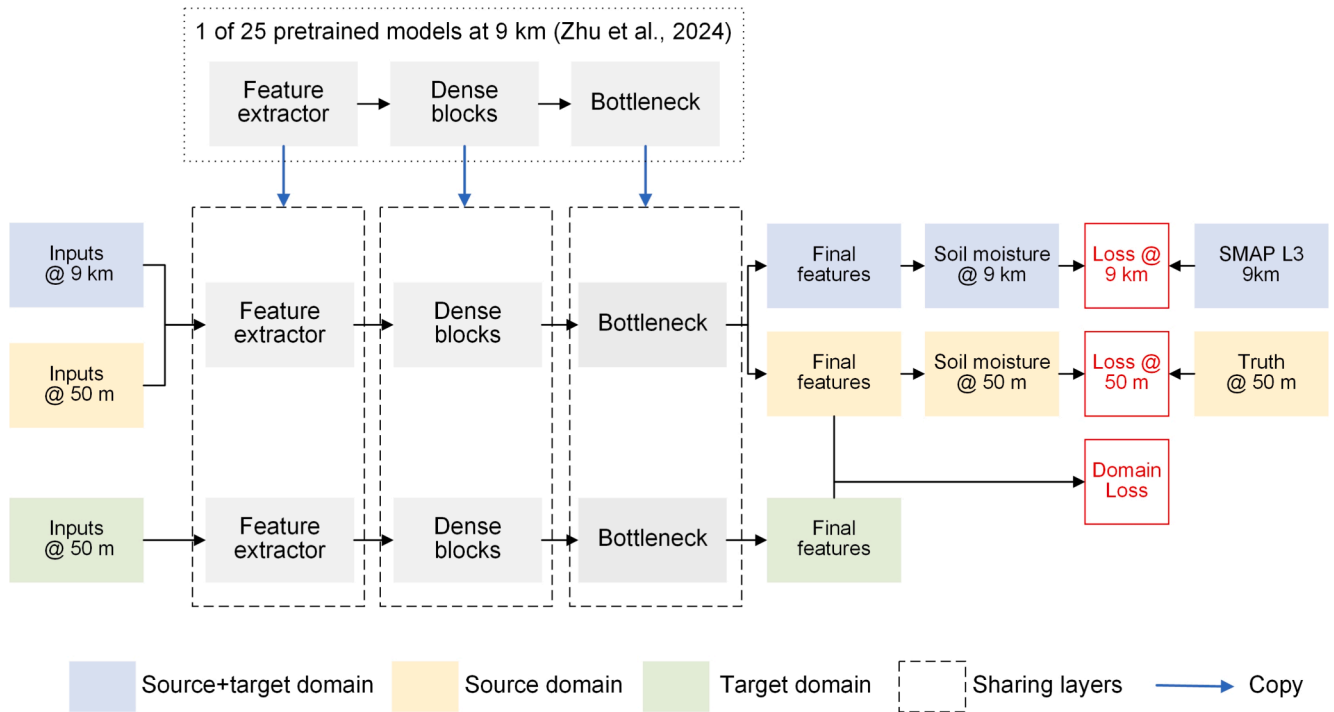 1 of 25 pretrained models at 9 km (Zhu et al., 2024)
Feature
extractor
Dense
blocks
Bottleneck
Inputs
@ 9 km
Inputs
@ 50 m
Feature
extractor
Dense
blocks
Bottleneck
Final
features
Soil moisture
@ 9 km
Loss @
9 km
SMAP L3
9km
Final
features
Soil moisture
@ 50 m
Loss @
50 m
Truth
@ 50 m
Domain
Loss
Inputs
@ 50 m
Feature
extractor
Dense
blocks
Bottleneck
Final
features
Source+target domain
Source domain
Target domain
Sharing layers
Copy